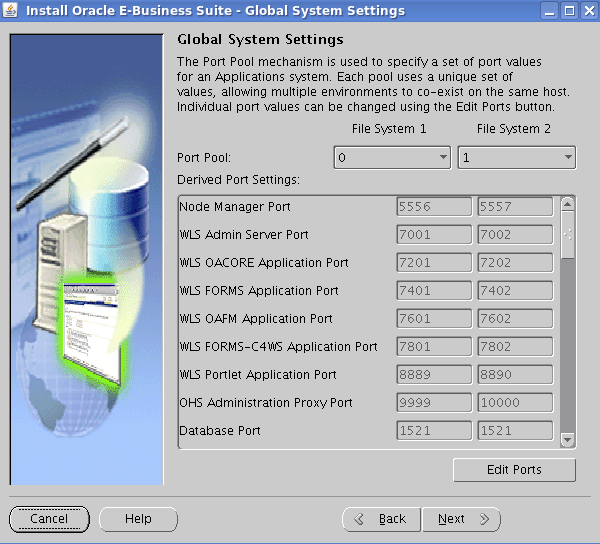 Install Oracle E-Business Suite - Global System Settings
Global System Settings
The Port Pool mechanism is used to specify a set of port values
for an Applications system. Each pool uses a unique set of
values, allowing multiple environments to co-exist on the same host.
Individual port values can be changed using the Edit Ports button.
File System 1 File System 2
Port Pool: 0 1
Derived Port Settings:
Node Manager Port 5556 5557
WLS Admin Server Port 7001 7002
WLS OACORE Application Port 7201 7202
WLS FORMS Application Port 7401 7402
WLS OAFM Application Port 7601 7602
WLS FORMS-C4WS Application Port 7801 7802
WLS Portlet Application Port 8889 8890
OHS Administration Proxy Port 9999 10000
Database Port 1521 1521
Edit Ports
Cancel Help Back Next